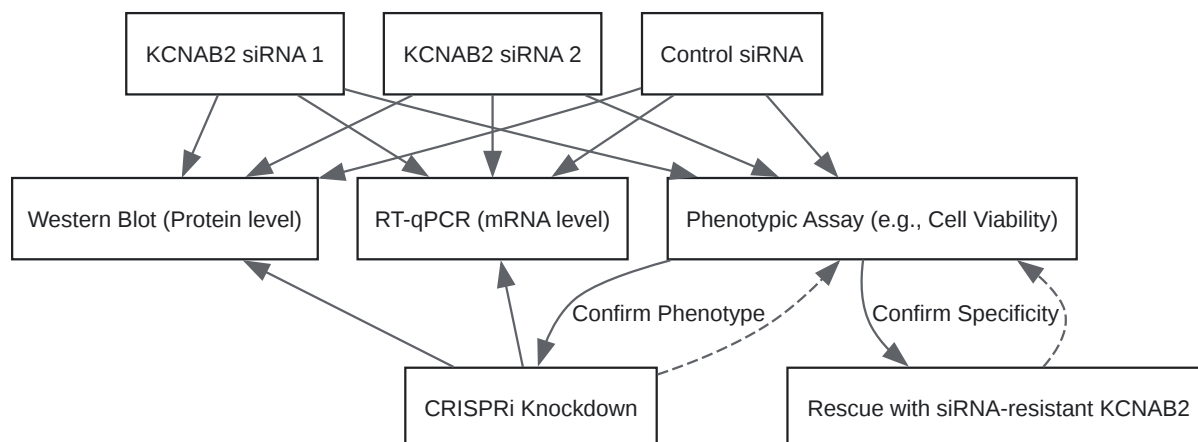 KCNAB2 siRNA 1
KCNAB2 siRNA 2
Control siRNA
Western Blot (Protein level)
RT-qPCR (mRNA level)
Phenotypic Assay (e.g., Cell Viability)
Confirm Phenotype
Confirm Specificity
CRISPRi Knockdown
Rescue with siRNA-resistant KCNAB2